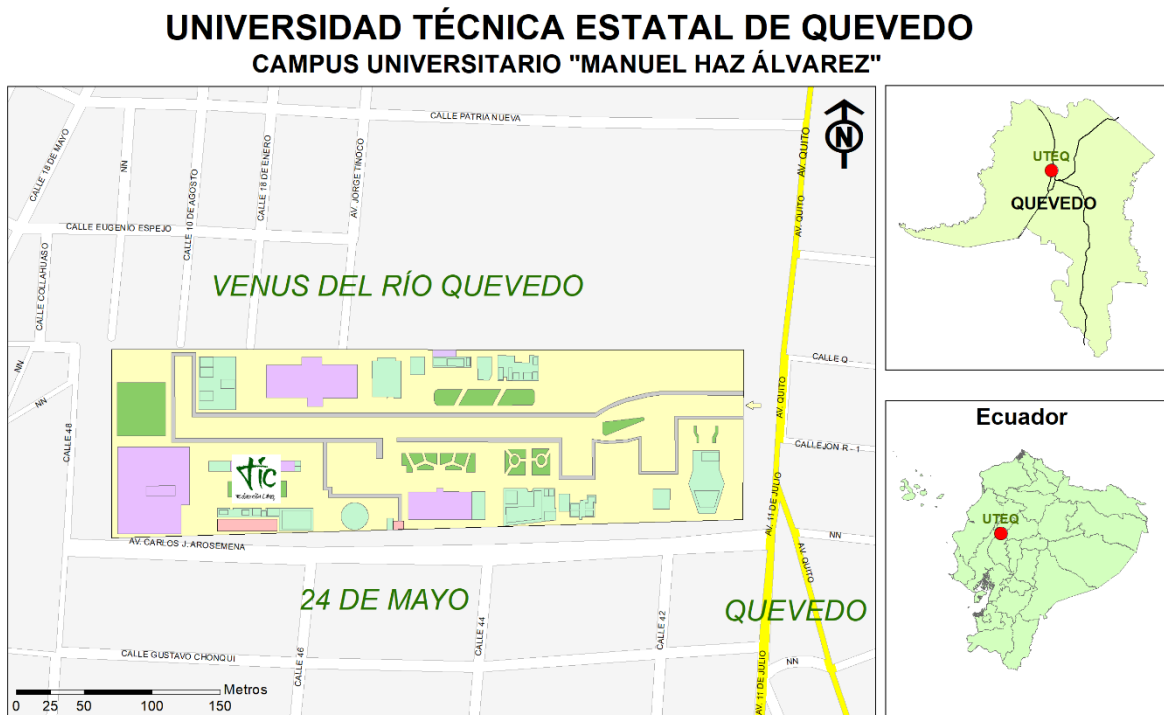 UNIVERSIDAD TÉCNICA ESTATAL DE QUEVEDO
CAMPUS UNIVERSITARIO "MANUEL HAZ ÁLVAREZ"
CALLE PATRIA NUEVA
N
AV. QUITO
CALLE 18 DE MAYO
NN
CALLE 10 DE AGOSTO
CALLE 18 DE ENERO
AV. JORGE TINOCO
AV. QUITO
CALLE EUGENIO ESPEJO
CALLE COLLAHUASO
VENUS DEL RÍO QUEVEDO
NN
NN
CALLE Q
AV. QUITO
CALLE 48
CALLEJON R - 1
tic
AV. 11 DE JULIO
AV. CARLOS J. AROSEMENA
NN
AV. QUITO
24 DE MAYO
QUEVEDO
CALLE 46
CALLE 44
CALLE 42
CALLE GUSTAVO CHONQUI
NN
AV. 11 DE JULIO
Metros
0 25 50 100 150
UTEQ
QUEVEDO
Ecuador
UTEQ